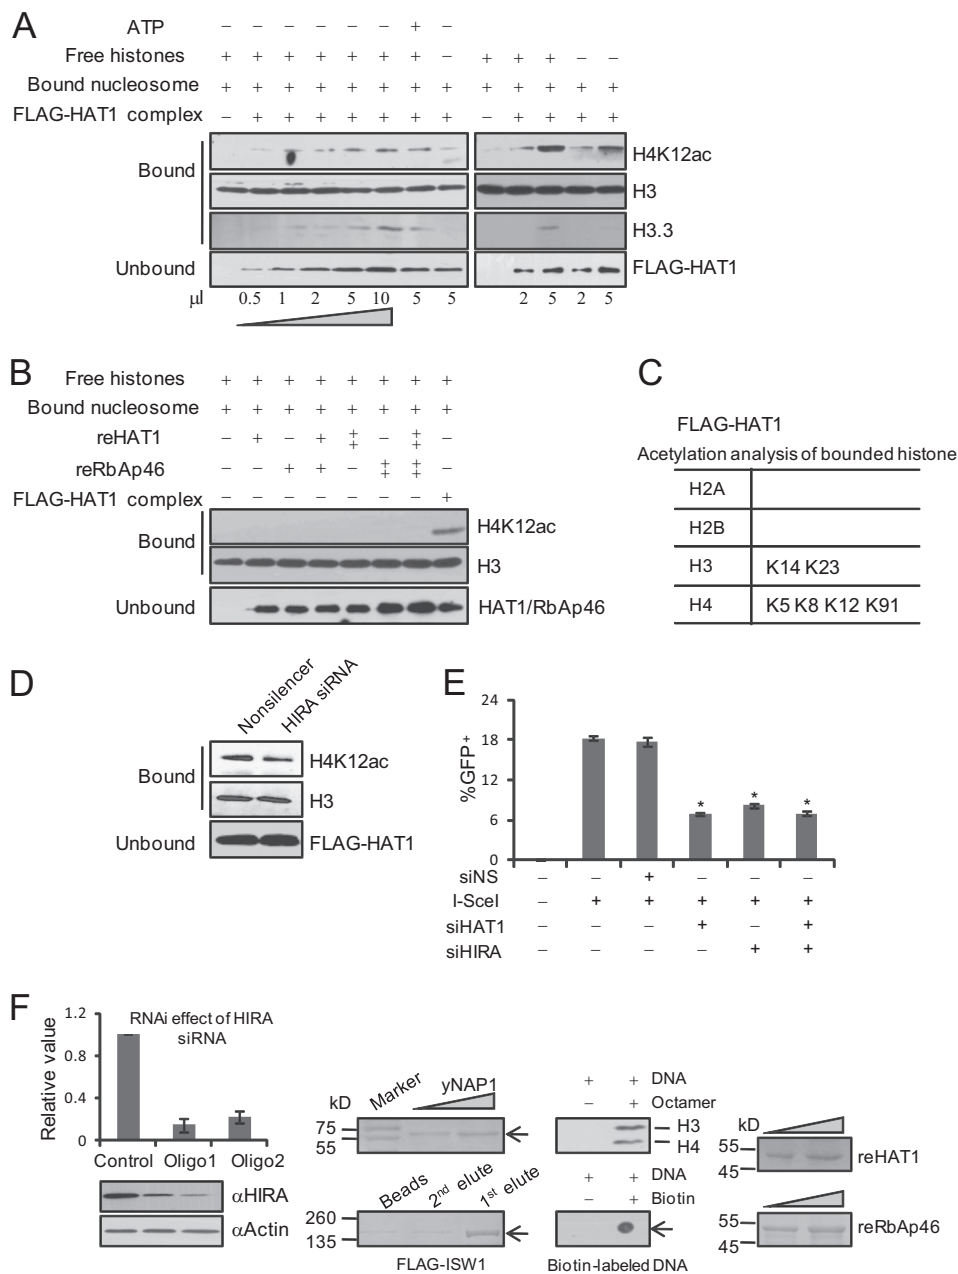 A
ATP – – – – – – + –
Free histones + + + + + + + – + + + – –
Bound nucleosome + + + + + + + + + + + + +
FLAG-HAT1 complex – + + + + + + + – + + + +
Bound
H4K12ac
H3
H3.3
Unbound
FLAG-HAT1
µl 0.5 1 2 5 10 5 5 2 5 2 5
B
Free histones + + + + + + + +
Bound nucleosome + + + + + + + +
reHAT1 – + – + ++ – ++ –
reRbAp46 – – + + – ++ ++ –
FLAG-HAT1 complex – – – – – – – +
Bound
H4K12ac
H3
Unbound
HAT1/RbAp46
C
FLAG-HAT1
Acetylation analysis of bounded histone
H2A
H2B
H3 K14 K23
H4 K5 K8 K12 K91
D
Nonsilencer
HIRA siRNA
Bound
H4K12ac
H3
Unbound
FLAG-HAT1
E
%GFP+
24
18
12
6
0
* * *
siNS – – + – – –
I-SceI – + + + + +
siHAT1 – – – + – +
siHIRA – – – – + +
F
Relative value
1.2
0.8
0.4
0
RNAi effect of HIRA
siRNA
Control Oligo1 Oligo2
αHIRA
αActin
kD
Marker
yNAP1
75
55
Beads
2nd elute
1st elute
260
135
FLAG-ISW1
+ + DNA
– + Octamer
H3
H4
+ + DNA
– + Biotin
Biotin-labeled DNA
kD
55
45
reHAT1
55
45
reRbAp46